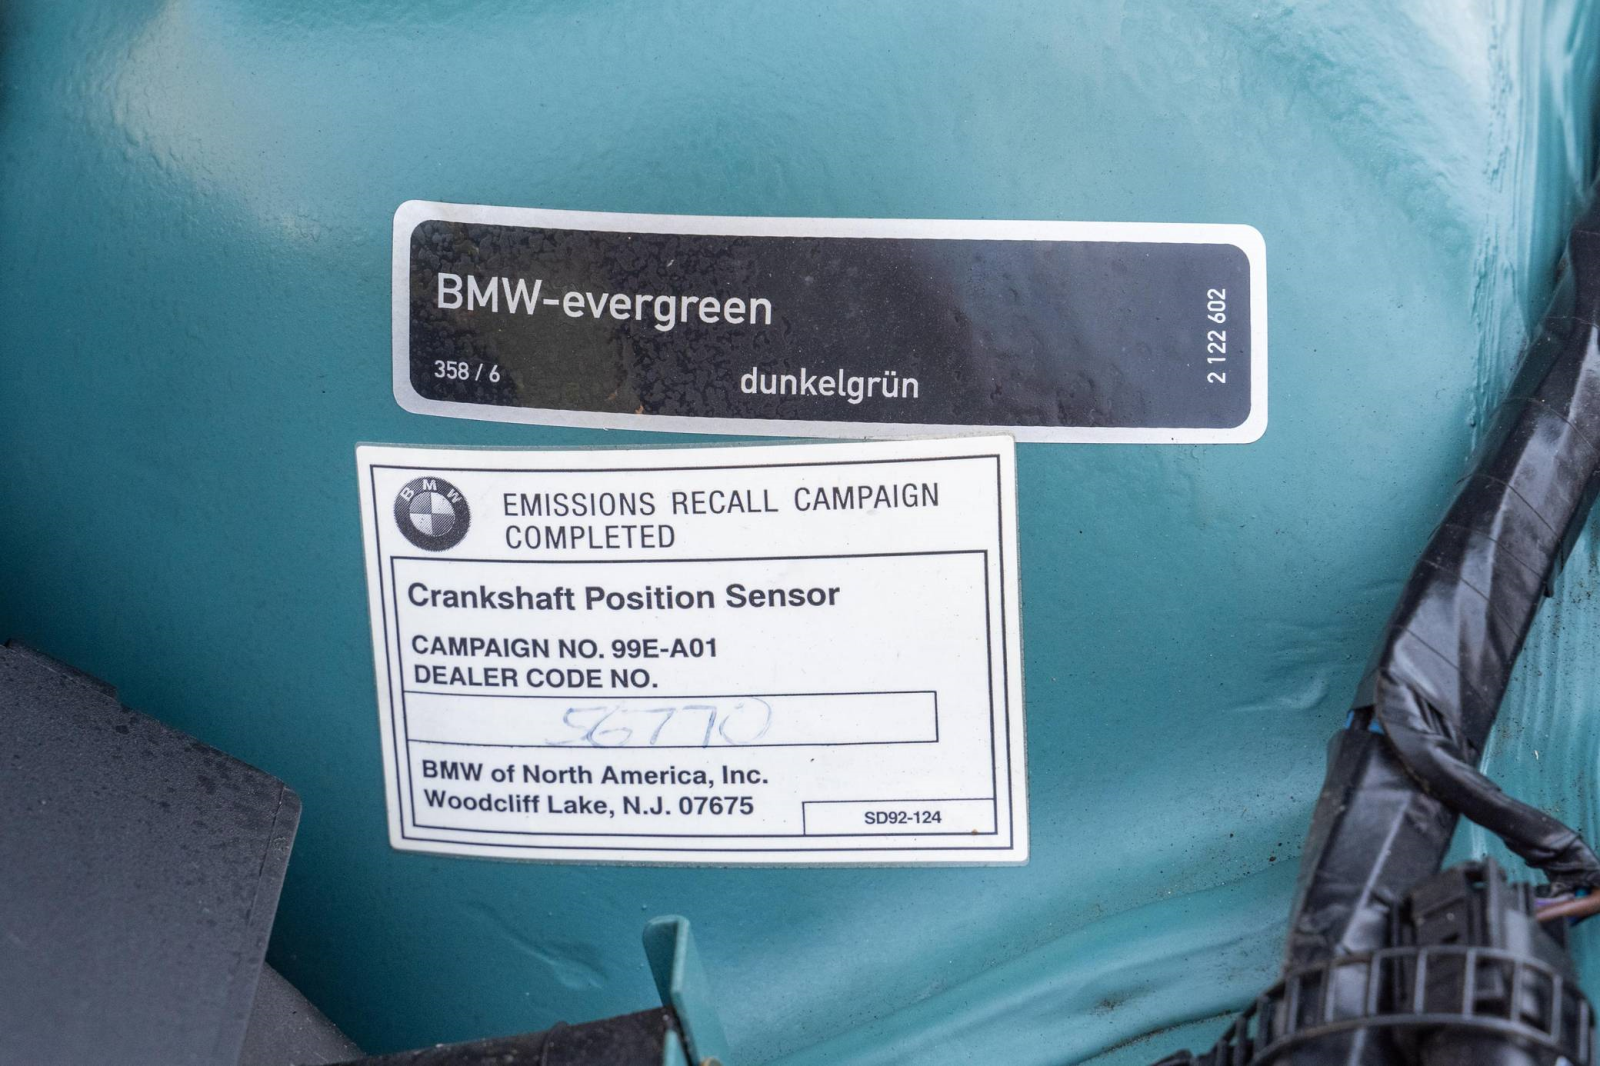 BMW-evergreen
358 / 6
dunkelgrün
2 122 602
BMW
EMISSIONS RECALL CAMPAIGN
COMPLETED
Crankshaft Position Sensor
CAMPAIGN NO. 99E-A01
DEALER CODE NO.
56770
BMW of North America, Inc.
Woodcliff Lake, N.J. 07675
SD92-124